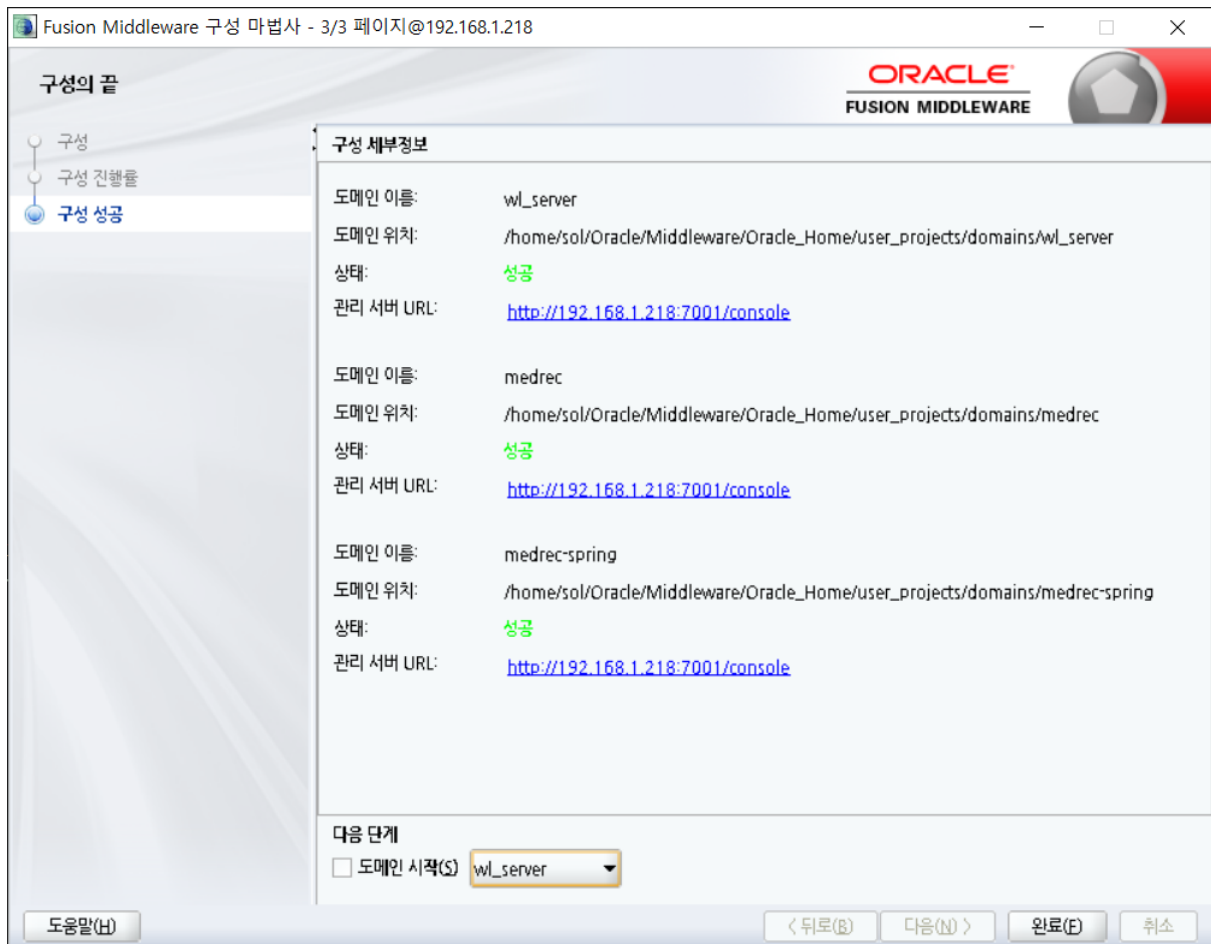 Fusion Middleware 구성 마법사 - 3/3 페이지@192.168.1.218
구성의 끝
ORACLE
FUSION MIDDLEWARE
구성
구성 진행률
구성 성공
구성 세부정보
도메인 이름: wl_server
도메인 위치: /home/sol/Oracle/Middleware/Oracle_Home/user_projects/domains/wl_server
상태: 성공
관리 서버 URL: http://192.168.1.218:7001/console
도메인 이름: medrec
도메인 위치: /home/sol/Oracle/Middleware/Oracle_Home/user_projects/domains/medrec
상태: 성공
관리 서버 URL: http://192.168.1.218:7001/console
도메인 이름: medrec-spring
도메인 위치: /home/sol/Oracle/Middleware/Oracle_Home/user_projects/domains/medrec-spring
상태: 성공
관리 서버 URL: http://192.168.1.218:7001/console
다음 단계
도메인 시작(S) wl_server
도움말(H) < 뒤로(B) 다음(N) > 완료(F) 취소